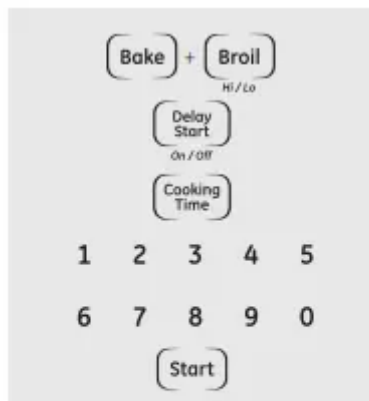 Bake + Broil
Hi / Lo
Delay
Start
On / Off
Cooking
Time
1 2 3 4 5
6 7 8 9 0
Start